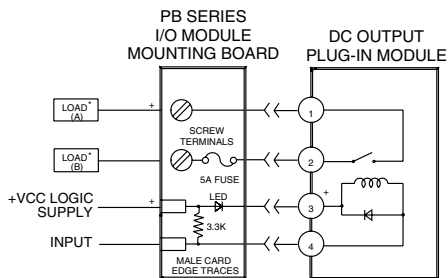 PB SERIES
I/O MODULE
MOUNTING BOARD
DC OUTPUT
PLUG-IN MODULE
LOAD*
(A)
+
1
SCREW
TERMINALS
LOAD*
(B)
2
5A FUSE
+VCC LOGIC
SUPPLY
+
LED
3
+
3.3K
INPUT
4
MALE CARD
EDGE TRACES